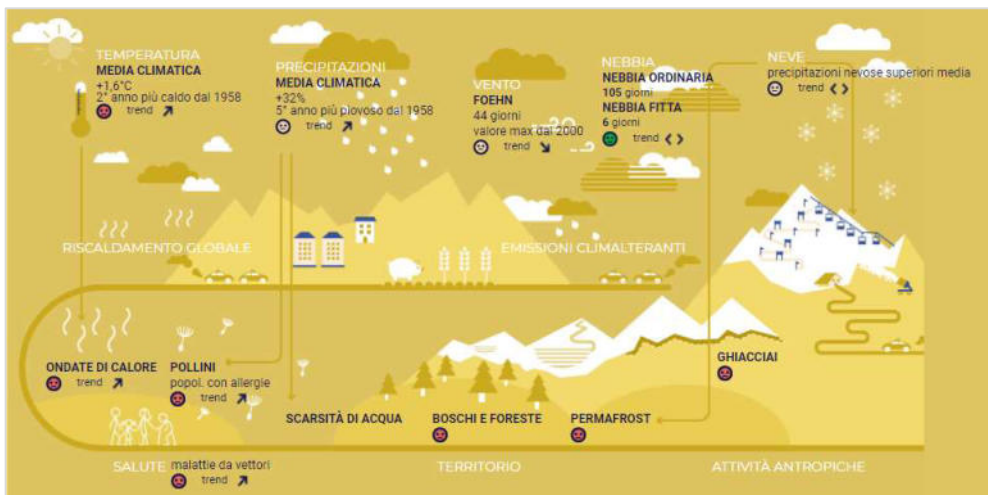 TEMPERATURA
MEDIA CLIMATICA
+1,6°C
2° anno più caldo dal 1958
trend
PRECIPITAZIONI
MEDIA CLIMATICA
+32%
5° anno più piovoso dal 1958
trend
VENTO
FOEHN
44 giorni
valore max dal 2000
trend
NEBBIA
NEBBIA ORDINARIA
105 giorni
NEBBIA FITTA
6 giorni
trend
NEVE
precipitazioni nevose superiori media
trend
RISCALDAMENTO GLOBALE
EMISSIONI CLIMALTERANTI
ONDATE DI CALORE
trend
POLLINI
popol. con allergie
trend
SCARSITÀ DI ACQUA
BOSCHI E FORESTE
PERMAFROST
GHIACCIAI
SALUTE
malattie da vettori
trend
TERRITORIO
ATTIVITÀ ANTROPICHE